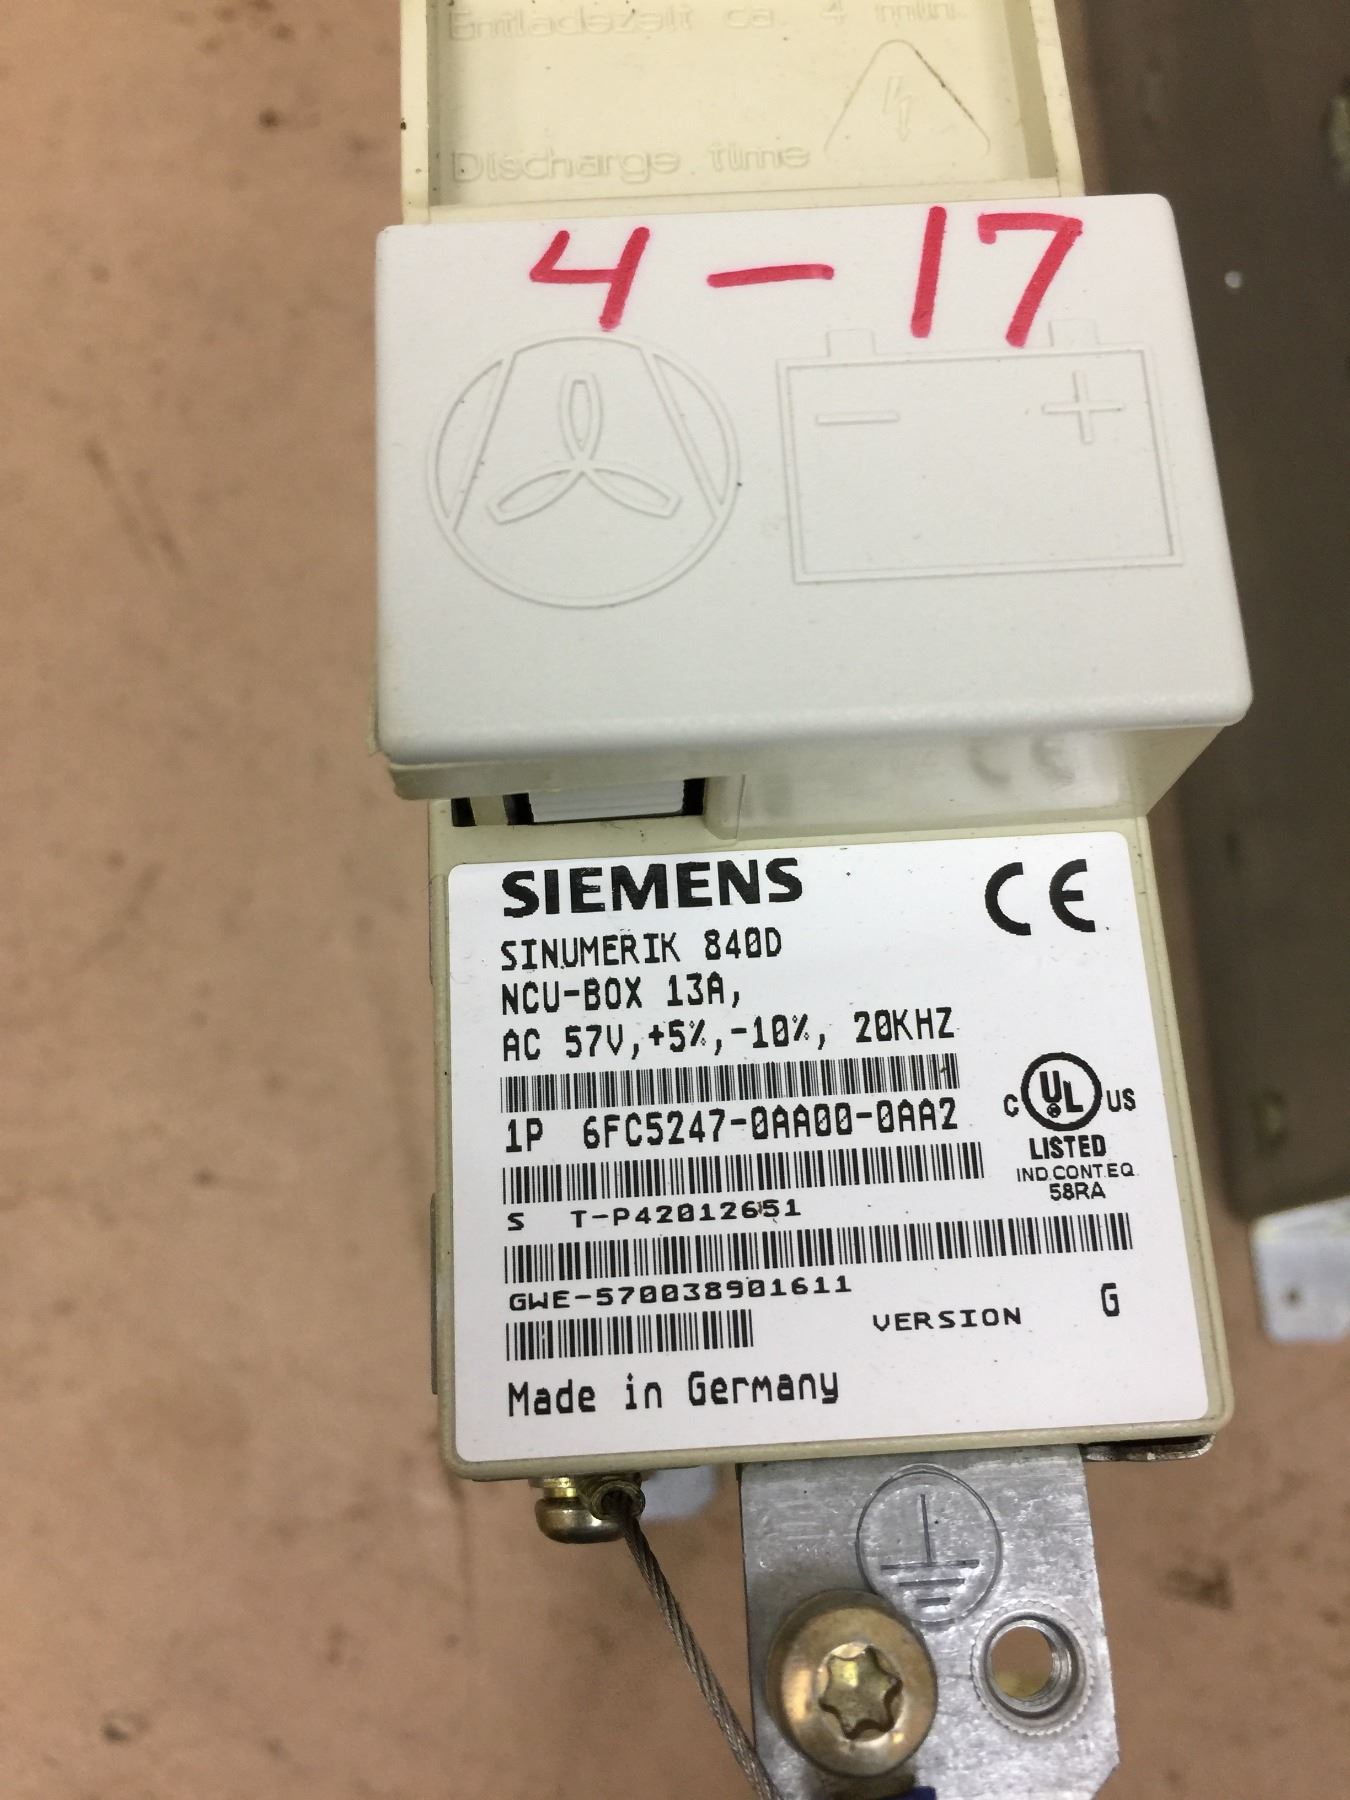 Entladezeit ca. 4 min.
Discharge time
4-17
- +
SIEMENS CE
SINUMERIK 840D
NCU-BOX 13A,
AC 57V,+5%,-10%, 20KHZ
1P 6FC5247-0AA00-0AA2
C UL US
LISTED
IND.CONT.EQ.
58RA
S T-P42012651
GWE-570038901611
VERSION G
Made in Germany